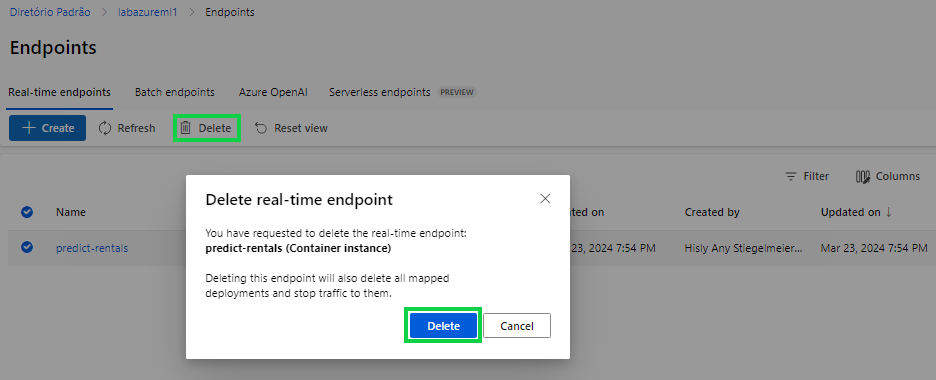 Diretório Padrão > labazureml1 > Endpoints
Endpoints
Real-time endpoints Batch endpoints Azure OpenAI Serverless endpoints PREVIEW
Create Refresh Delete Reset view
Filter Columns
Delete real-time endpoint
You have requested to delete the real-time endpoint:
predict-rentals (Container instance)
Deleting this endpoint will also delete all mapped
deployments and stop traffic to them.
Delete Cancel
Name on Created by Updated on
predict-rentals 23, 2024 7:54 PM Hisly Any Stiegelmeier... Mar 23, 2024 7:54 PM